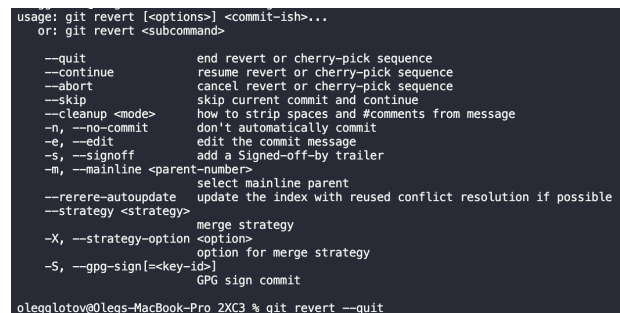 usage: git revert [<options>] <commit-ish>...
   or: git revert <subcommand>

    --quit                end revert or cherry-pick sequence
    --continue            resume revert or cherry-pick sequence
    --abort               cancel revert or cherry-pick sequence
    --skip                skip current commit and continue
    --cleanup <mode>      how to strip spaces and #comments from message
    -n, --no-commit       don't automatically commit
    -e, --edit            edit the commit message
    -s, --signoff         add a Signed-off-by trailer
    -m, --mainline <parent-number>
                          select mainline parent
    --rerere-autoupdate   update the index with reused conflict resolution if possible
    --strategy <strategy>
                          merge strategy
    -X, --strategy-option <option>
                          option for merge strategy
    -S, --gpg-sign[=<key-id>]
                          GPG sign commit

olegglotov@Olegs-MacBook-Pro 2XC3 % git revert --quit